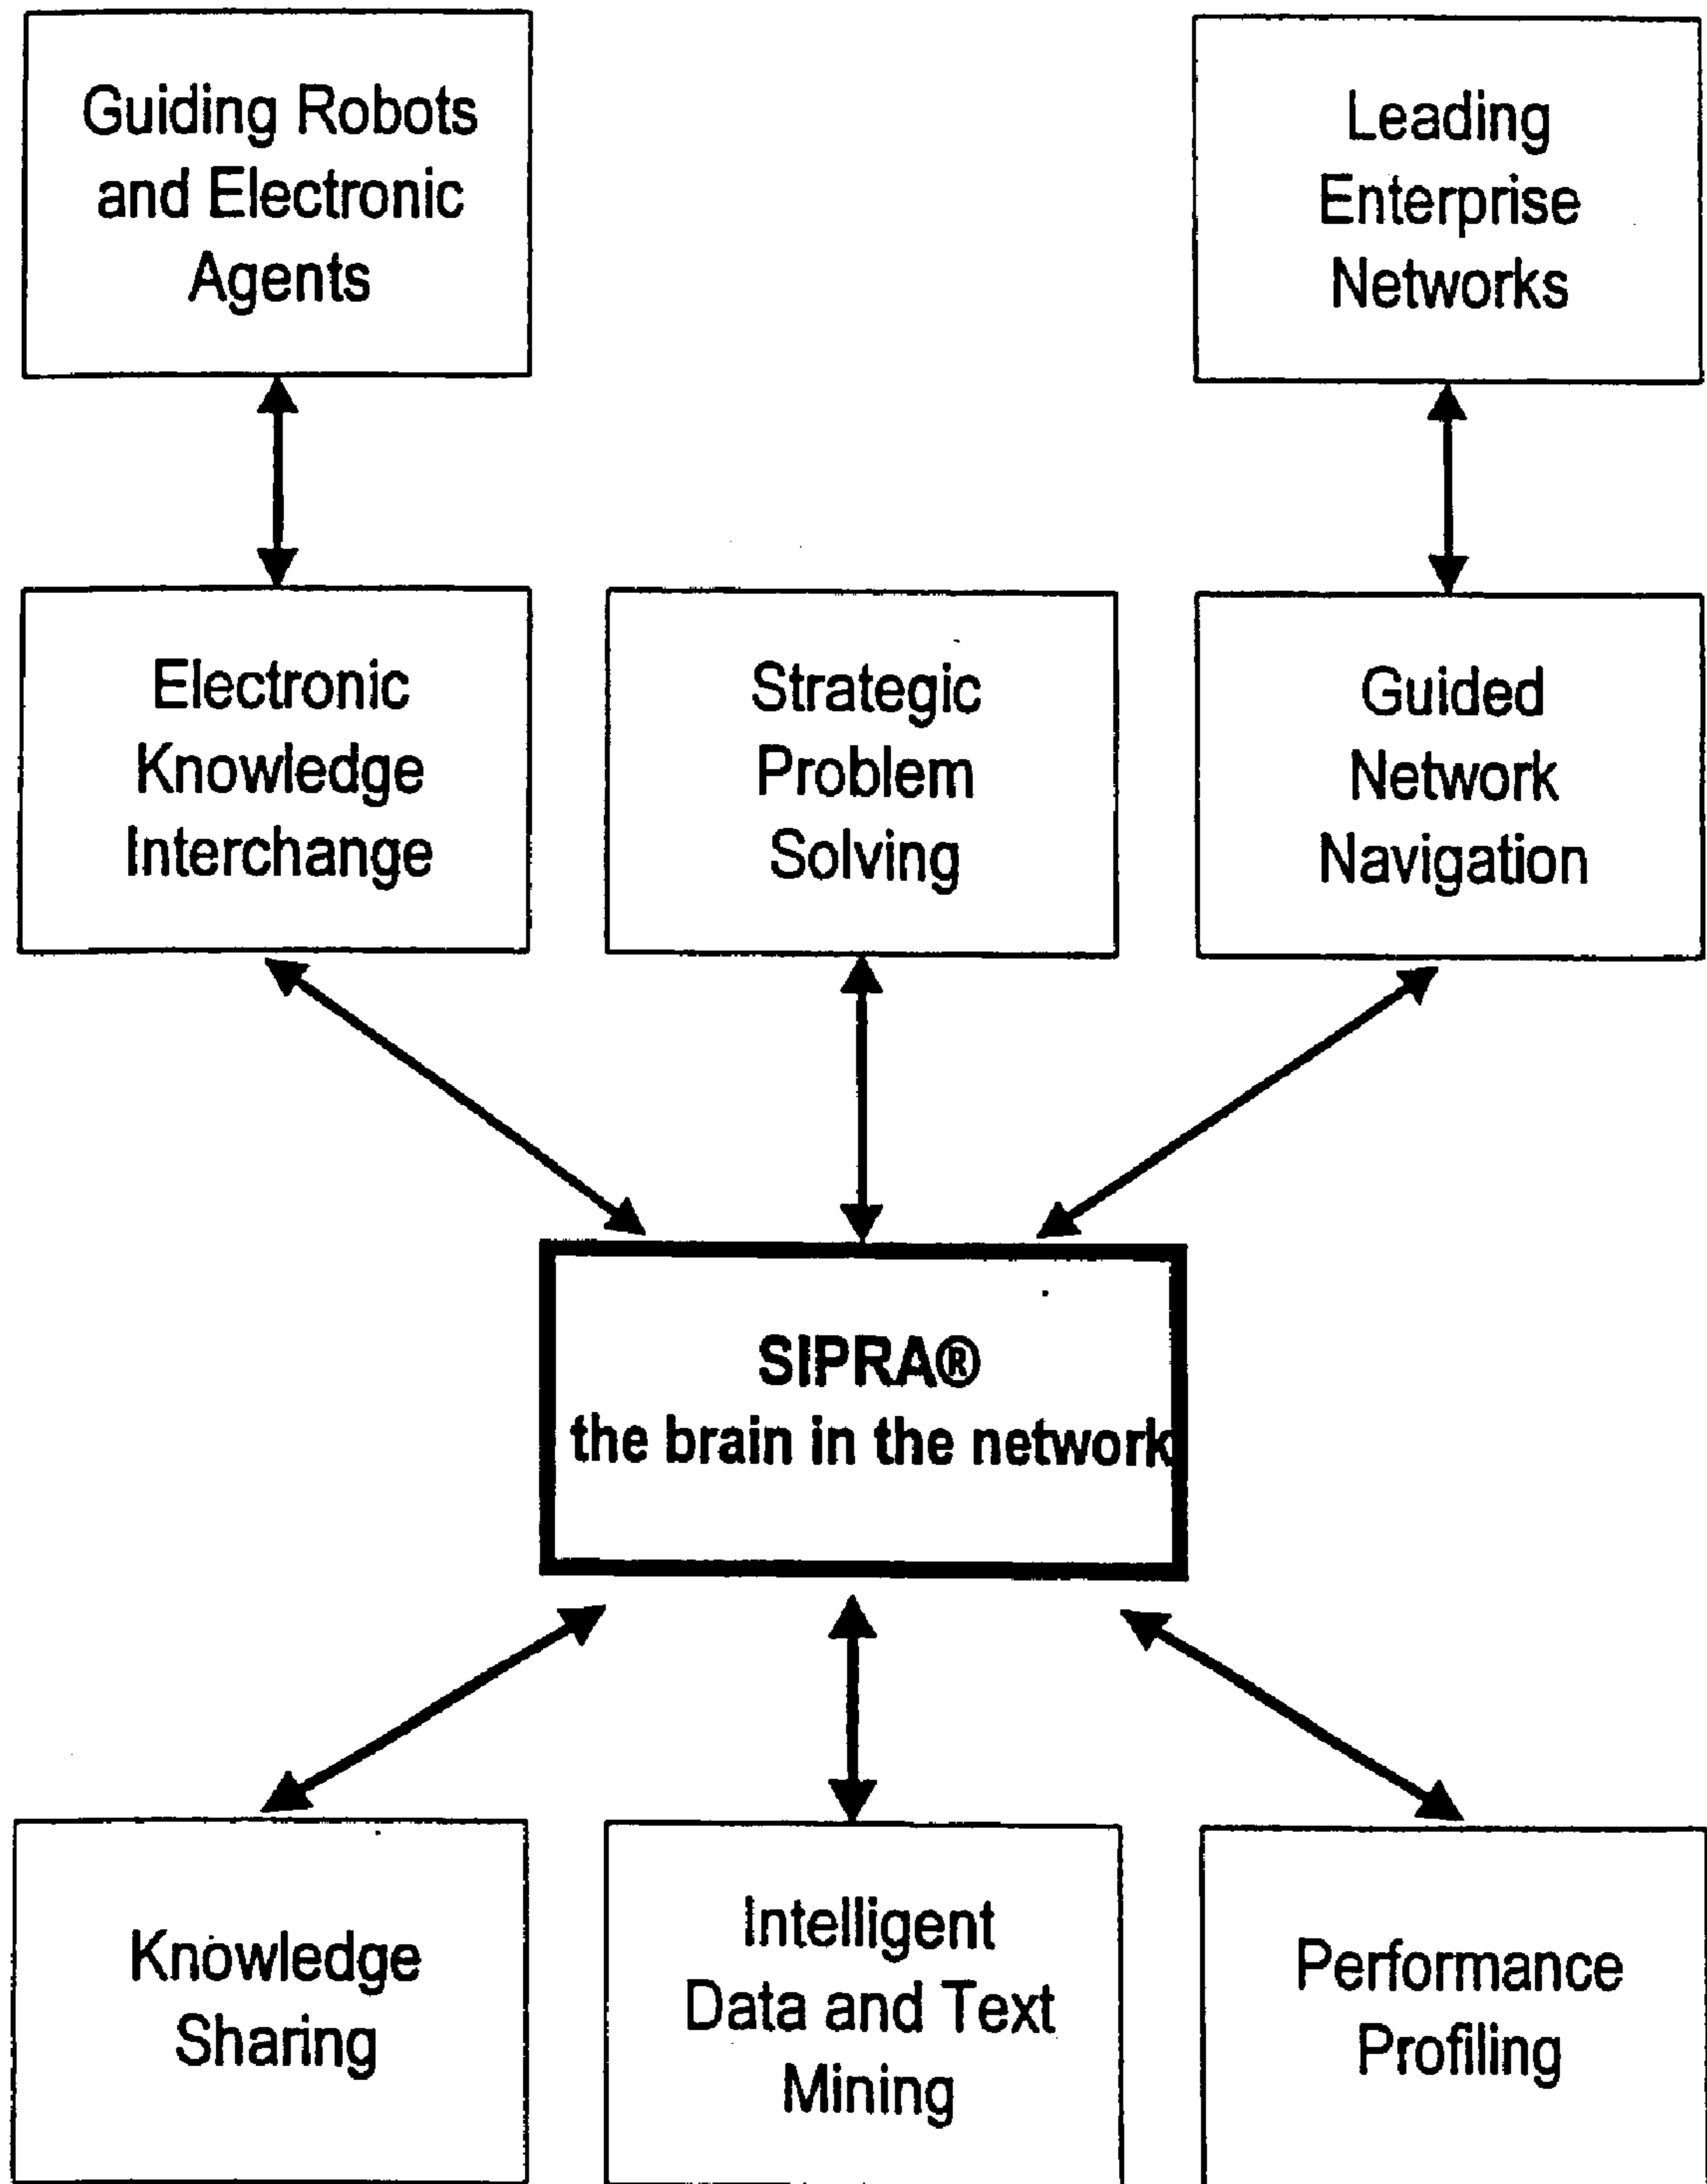 Guiding Robots
and Electronic
Agents
Leading
Enterprise
Networks
Electronic
Knowledge
Interchange
Strategic
Problem
Solving
Guided
Network
Navigation
SIPRA®
the brain in the network
Knowledge
Sharing
Intelligent
Data and Text
Mining
Performance
Profiling